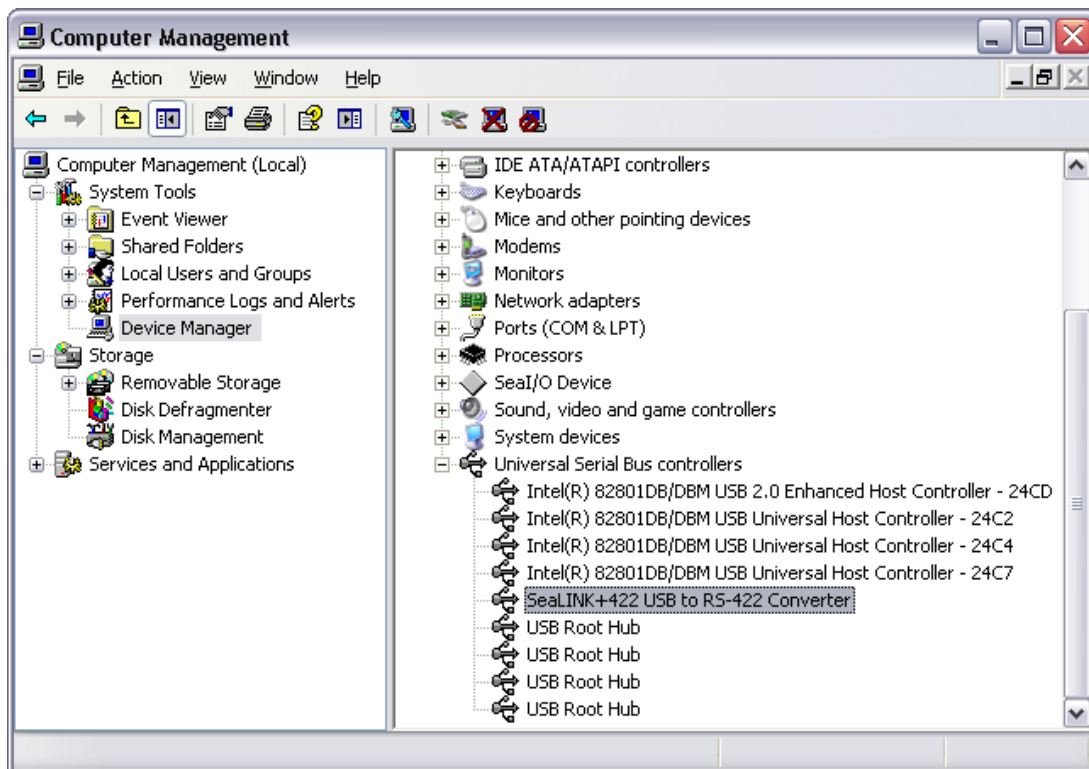 Computer Management
File Action View Window Help
Computer Management (Local)
System Tools
Event Viewer
Shared Folders
Local Users and Groups
Performance Logs and Alerts
Device Manager
Storage
Removable Storage
Disk Defragmenter
Disk Management
Services and Applications
IDE ATA/ATAPI controllers
Keyboards
Mice and other pointing devices
Modems
Monitors
Network adapters
Ports (COM & LPT)
Processors
SeaI/O Device
Sound, video and game controllers
System devices
Universal Serial Bus controllers
Intel(R) 82801DB/DBM USB 2.0 Enhanced Host Controller - 24CD
Intel(R) 82801DB/DBM USB Universal Host Controller - 24C2
Intel(R) 82801DB/DBM USB Universal Host Controller - 24C4
Intel(R) 82801DB/DBM USB Universal Host Controller - 24C7
SeaLINK+422 USB to RS-422 Converter
USB Root Hub
USB Root Hub
USB Root Hub
USB Root Hub